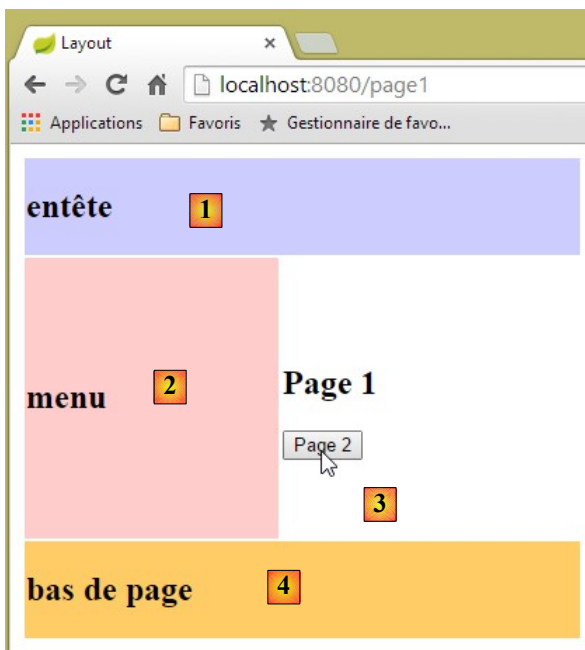 Layout
localhost:8080/page1
Applications Favoris Gestionnaire de favo...
entête 1
menu 2
Page 1
Page 2
3
bas de page 4